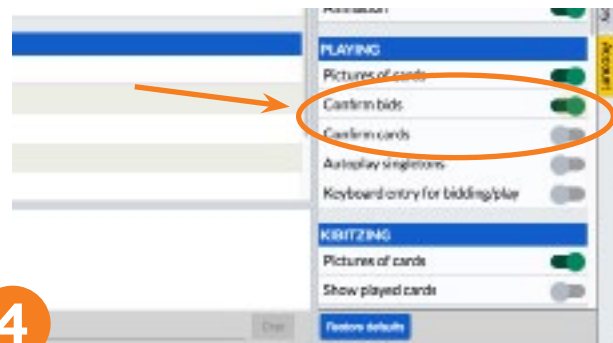 Animation
PLAYING
Pictures of cards
Confirm bids
Confirm cards
Autoplay singletons
Keyboard entry for bidding/play
KIBITZING
Pictures of cards
Show played cards
Restore defaults
Account
4